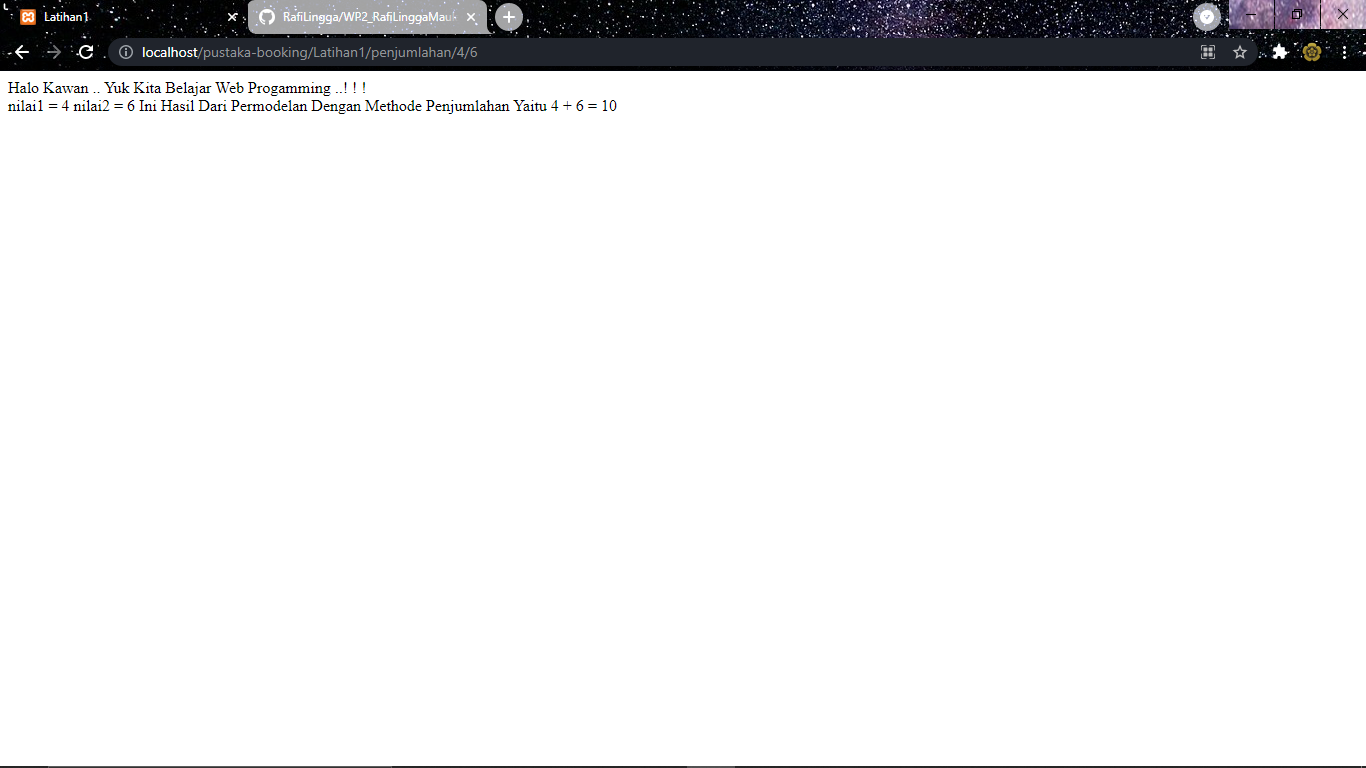 Latihan1
RafiLingga/WP2_RafiLinggaMaul
localhost/pustaka-booking/Latihan1/penjumlahan/4/6
Halo Kawan .. Yuk Kita Belajar Web Progamming ..! ! !
nilai1 = 4 nilai2 = 6 Ini Hasil Dari Permodelan Dengan Methode Penjumlahan Yaitu 4 + 6 = 10